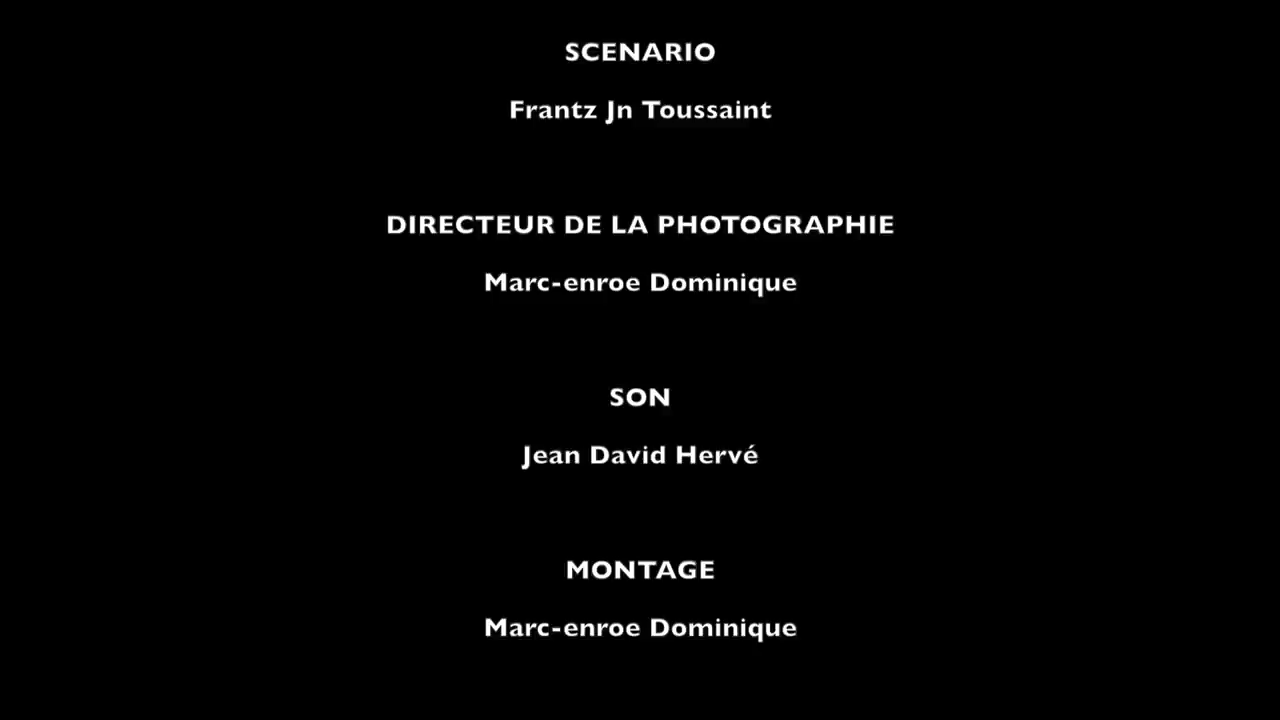 SCENARIO
Frantz Jn Toussaint
DIRECTEUR DE LA PHOTOGRAPHIE
Marc-enroe Dominique
SON
Jean David Hervé
MONTAGE
Marc-enroe Dominique